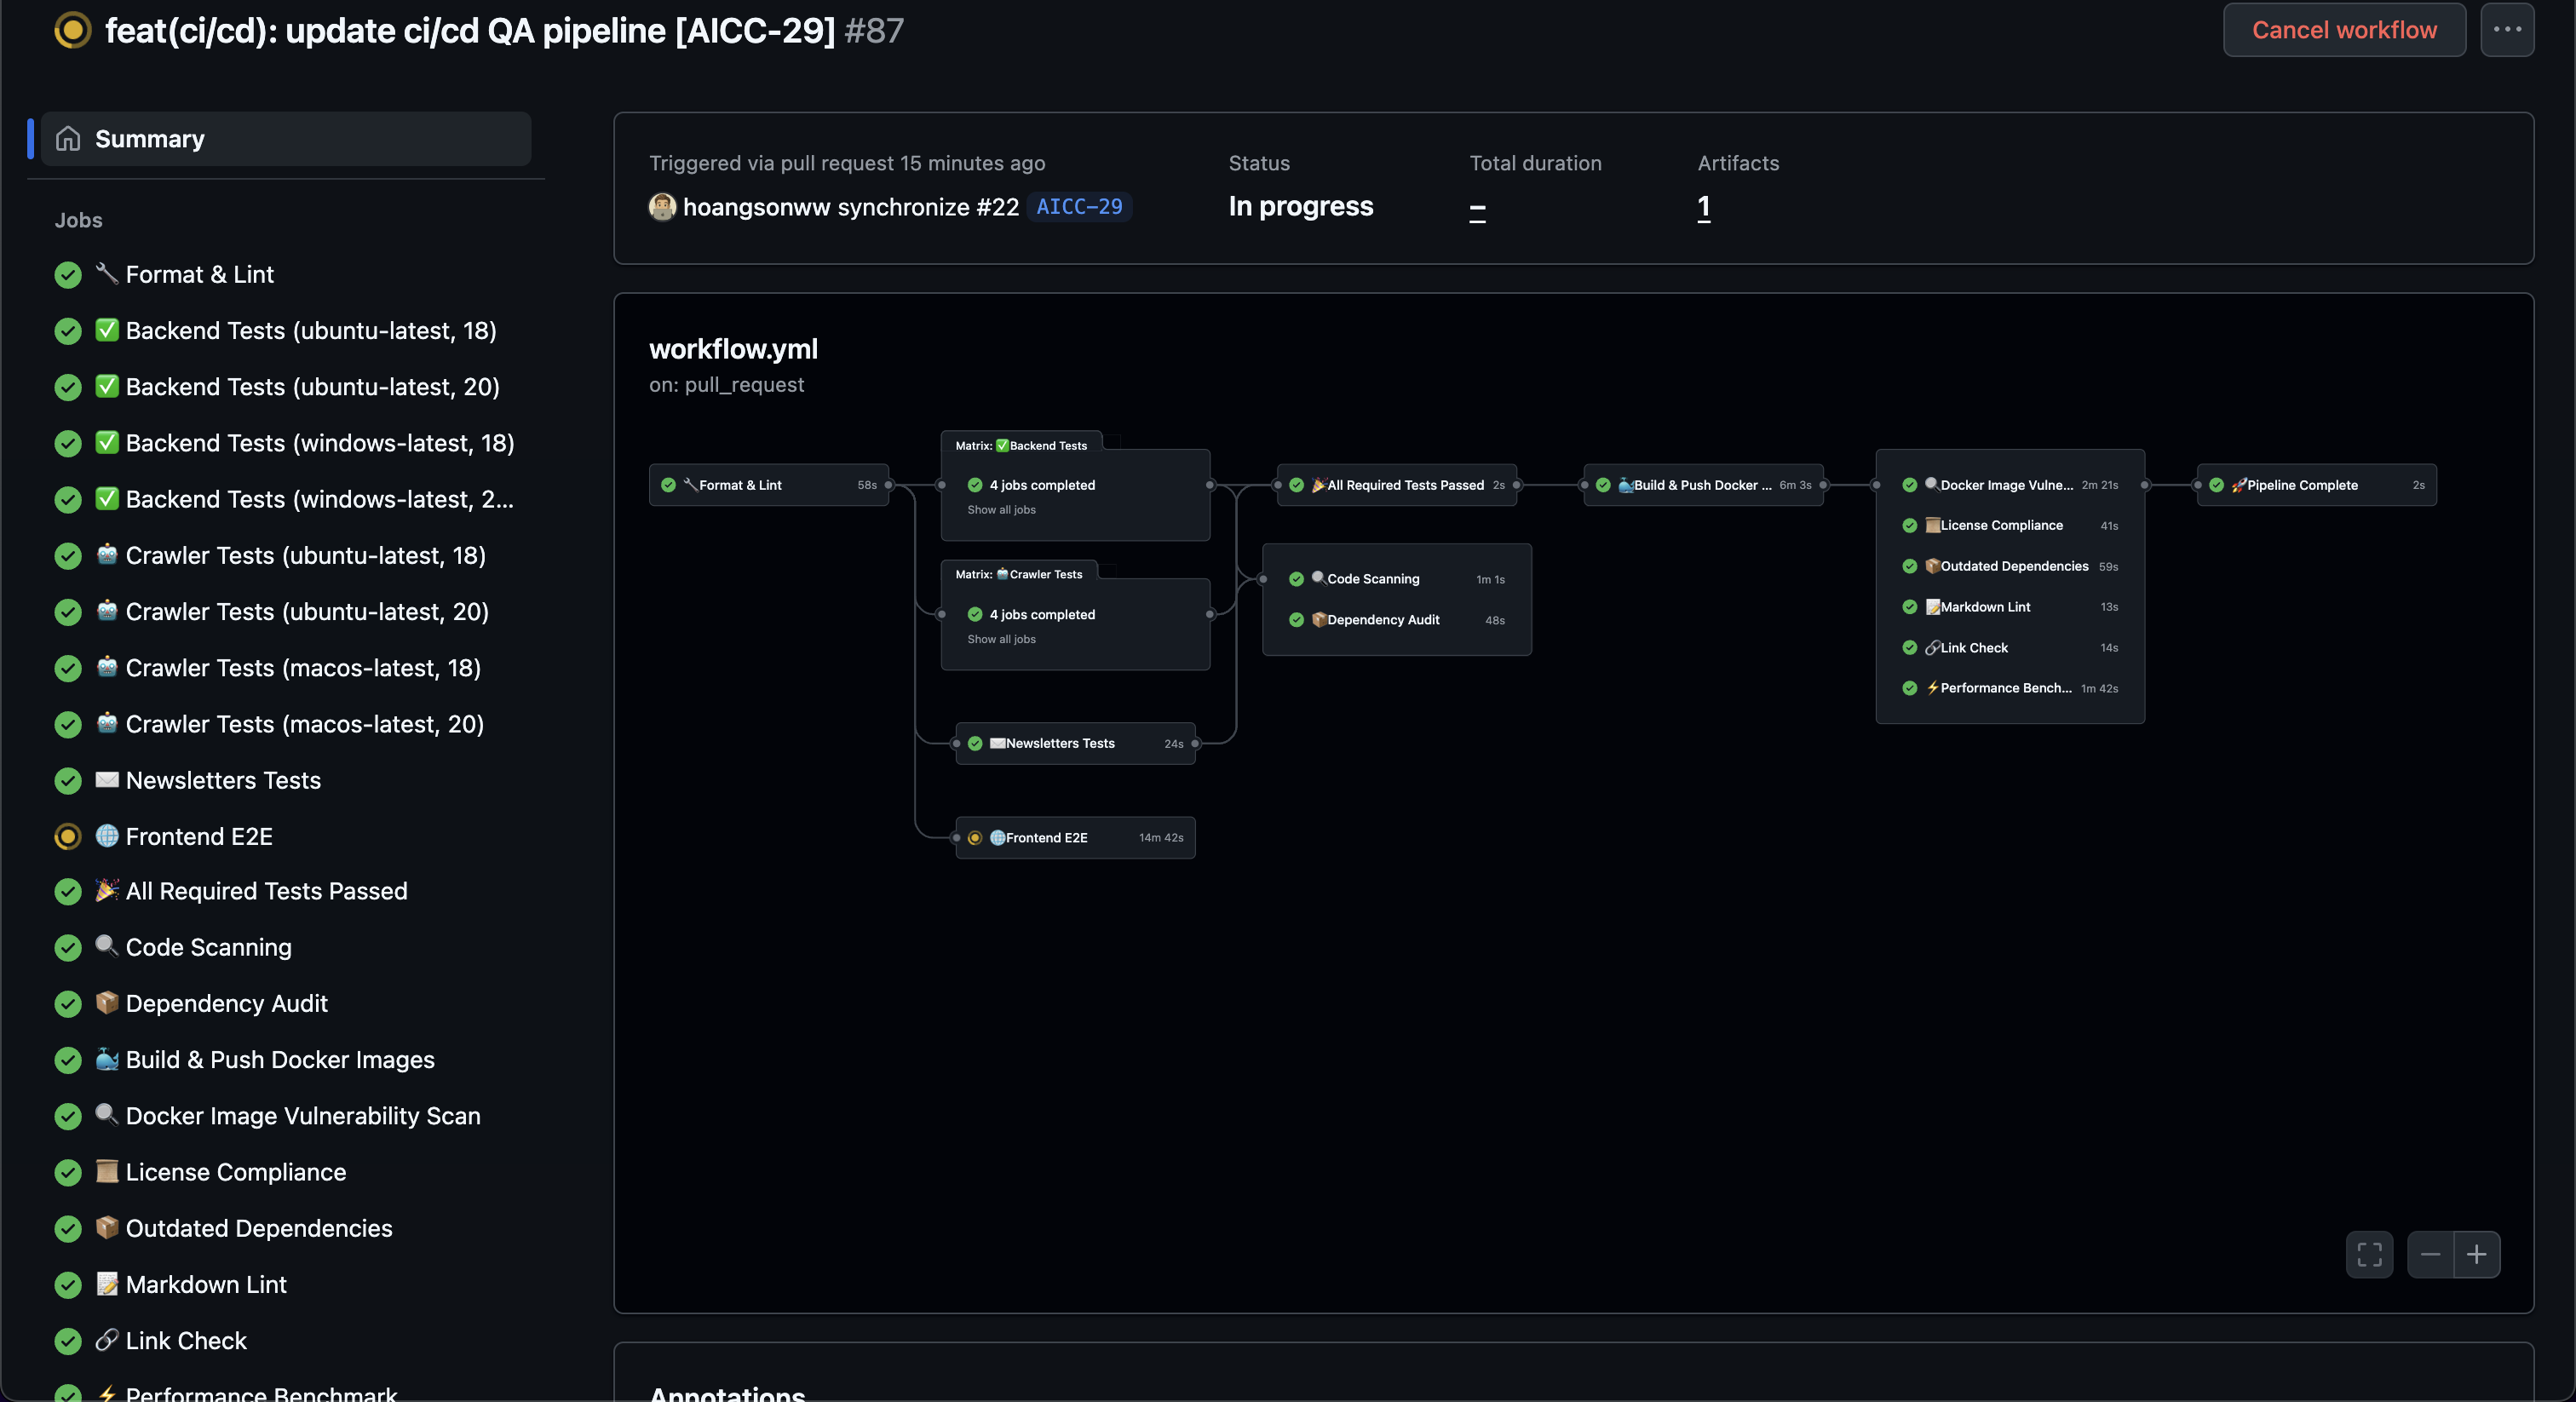 feat(ci/cd): update ci/cd QA pipeline [AICC-29] #87
Cancel workflow
Summary
Jobs
Format & Lint
Backend Tests (ubuntu-latest, 18)
Backend Tests (ubuntu-latest, 20)
Backend Tests (windows-latest, 18)
Backend Tests (windows-latest, 2...
Crawler Tests (ubuntu-latest, 18)
Crawler Tests (ubuntu-latest, 20)
Crawler Tests (macos-latest, 18)
Crawler Tests (macos-latest, 20)
Newsletters Tests
Frontend E2E
All Required Tests Passed
Code Scanning
Dependency Audit
Build & Push Docker Images
Docker Image Vulnerability Scan
License Compliance
Outdated Dependencies
Markdown Lint
Link Check
Performance Benchmark
Triggered via pull request 15 minutes ago
hoangsonww synchronize #22 AICC-29
Status
In progress
Total duration
–
Artifacts
1
workflow.yml
on: pull_request
Format & Lint 58s
Matrix: Backend Tests
4 jobs completed
Show all jobs
Matrix: Crawler Tests
4 jobs completed
Show all jobs
Newsletters Tests 24s
Frontend E2E 14m 42s
All Required Tests Passed 2s
Code Scanning 1m 1s
Dependency Audit 48s
Build & Push Docker ... 6m 3s
Docker Image Vulne... 2m 21s
License Compliance 41s
Outdated Dependencies 59s
Markdown Lint 13s
Link Check 14s
Performance Bench... 1m 42s
Pipeline Complete 2s
Annotations